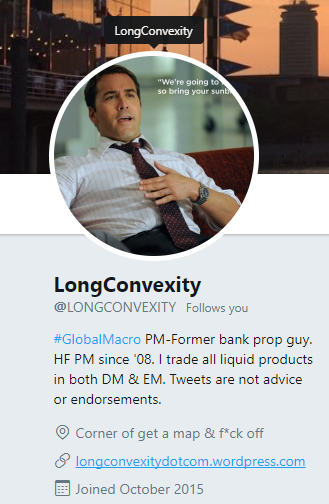 LongConvexity
"We're going to
so bring your
LongConvexity
@LONGCONVEXITY Follows you
#GlobalMacro PM-Former bank prop guy.
HF PM since '08. I trade all liquid products
in both DM & EM. Tweets are not advice
or endorsements.
Corner of get a map & f*ck off
longconvexitydotcom.wordpress.com
Joined October 2015